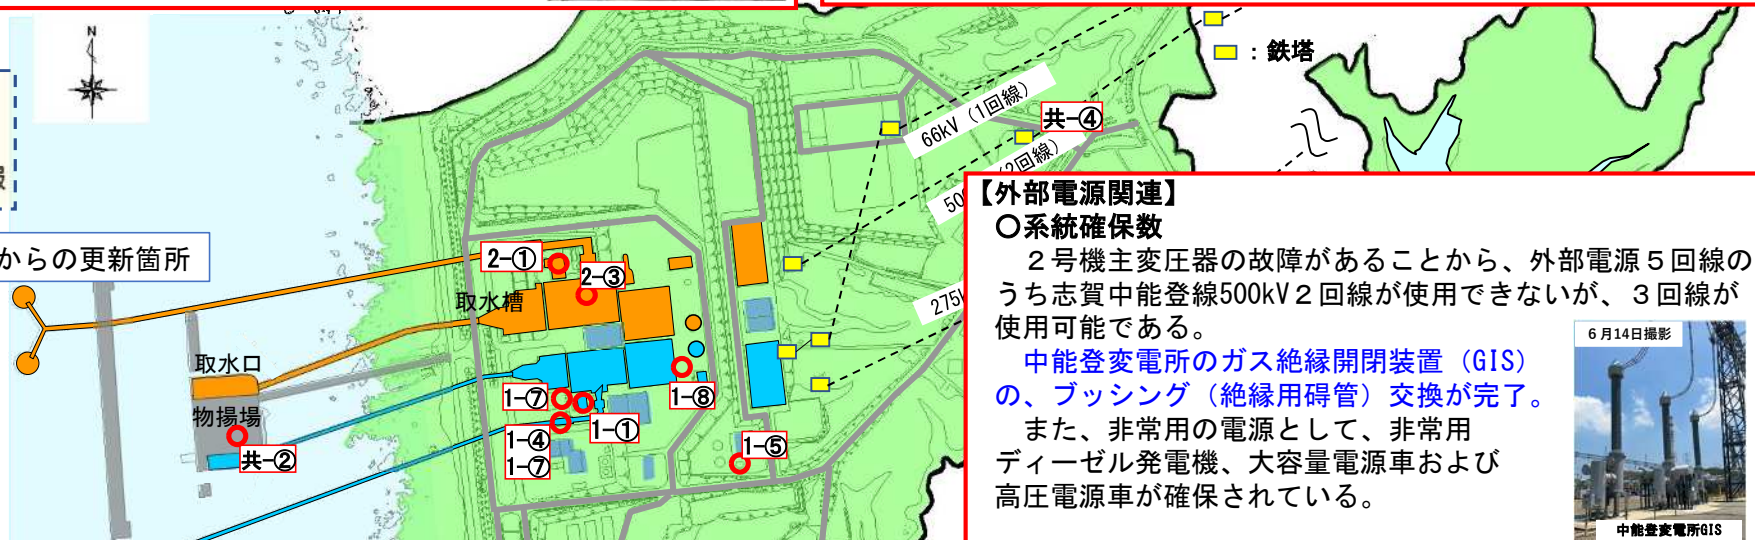 N
からの更新箇所
：鉄塔
66kV（1回線）
共-④
2回線）
500
275k
2-①
2-③
取水槽
取水口
物揚場
共-②
1-⑦
1-①
1-④
1-⑦
1-⑧
1-⑤
【外部電源関連】
〇系統確保数
２号機主変圧器の故障があることから、外部電源５回線の
うち志賀中能登線500kV２回線が使用できないが、３回線が
使用可能である。
中能登変電所のガス絶縁開閉装置（GIS）
の、ブッシング（絶縁用碍管）交換が完了。
また、非常用の電源として、非常用
ディーゼル発電機、大容量電源車および
高圧電源車が確保されている。
６月14日撮影
中能登変電所GIS